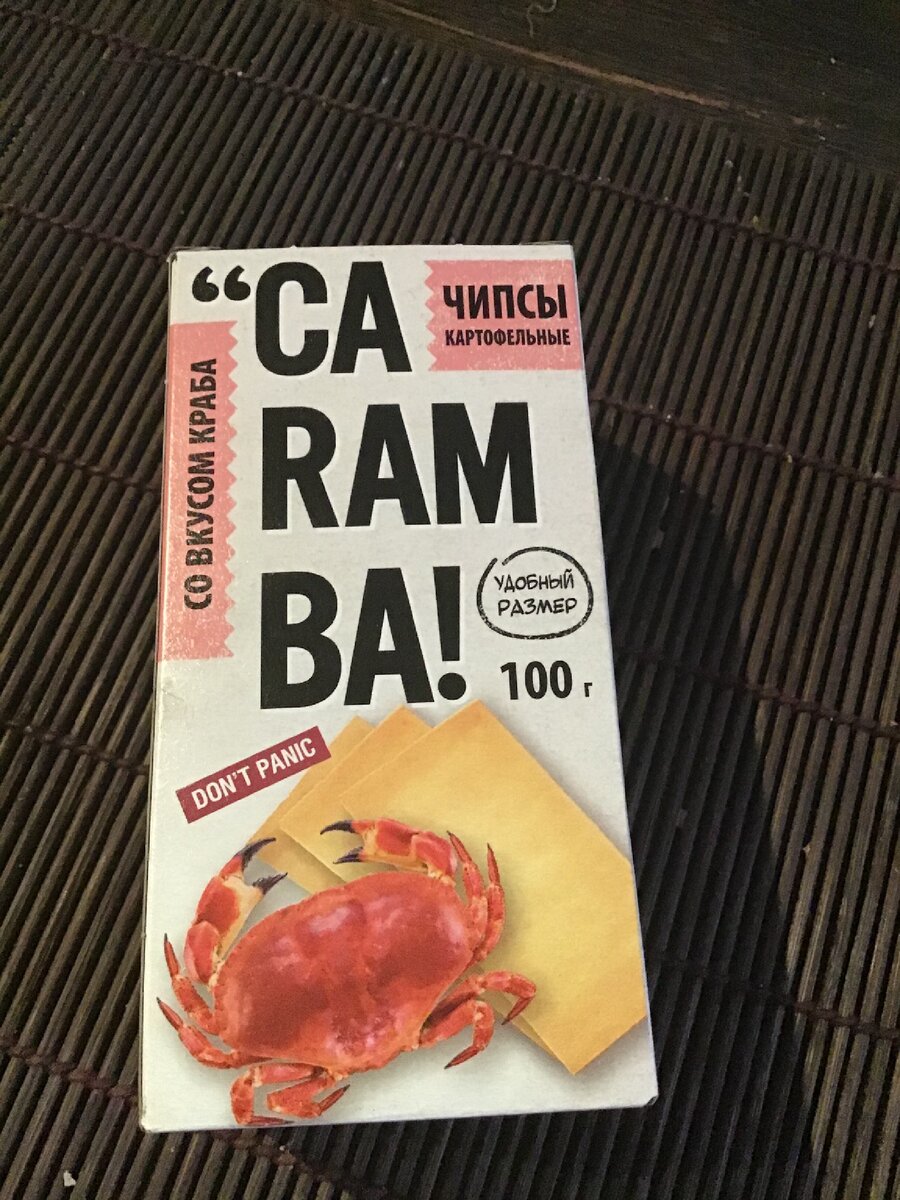 “CA
RAM
BA!
ЧИПСЫ
КАРТОФЕЛЬНЫЕ
СО ВКУСОМ КРАБА
УДОБНЫЙ
РАЗМЕР
100 г
DON'T PANIC